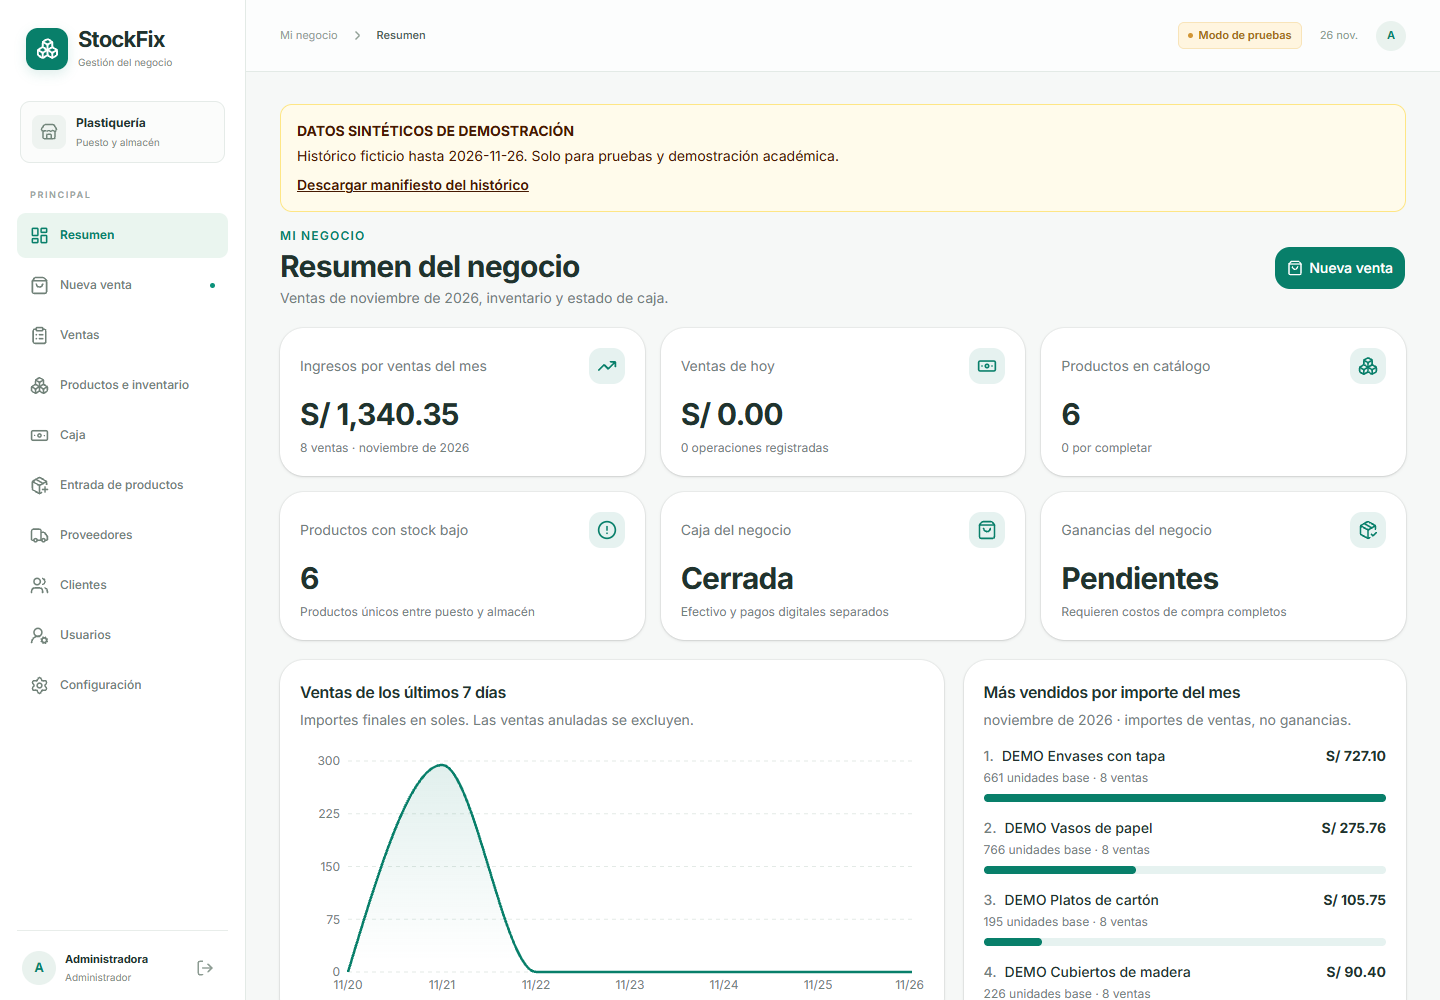 StockFix
Gestión del negocio
Plastiquería
Puesto y almacén
PRINCIPAL
Resumen
Nueva venta
Ventas
Productos e inventario
Caja
Entrada de productos
Proveedores
Clientes
Usuarios
Configuración
A
Administradora
Administrador
Mi negocio
Resumen
Modo de pruebas
26 nov.
A
DATOS SINTÉTICOS DE DEMOSTRACIÓN
Histórico ficticio hasta 2026-11-26. Solo para pruebas y demostración académica.
Descargar manifiesto del histórico
MI NEGOCIO
Resumen del negocio
Ventas de noviembre de 2026, inventario y estado de caja.
Nueva venta
Ingresos por ventas del mes
S/ 1,340.35
8 ventas · noviembre de 2026
Ventas de hoy
S/ 0.00
0 operaciones registradas
Productos en catálogo
6
0 por completar
Productos con stock bajo
6
Productos únicos entre puesto y almacén
Caja del negocio
Cerrada
Efectivo y pagos digitales separados
Ganancias del negocio
Pendientes
Requieren costos de compra completos
Ventas de los últimos 7 días
Importes finales en soles. Las ventas anuladas se excluyen.
300
225
150
75
0
11/20 11/21 11/22 11/23 11/24 11/25 11/26
Más vendidos por importe del mes
noviembre de 2026 · importes de ventas, no ganancias.
1. DEMO Envases con tapa S/ 727.10
661 unidades base · 8 ventas
2. DEMO Vasos de papel S/ 275.76
766 unidades base · 8 ventas
3. DEMO Platos de cartón S/ 105.75
195 unidades base · 8 ventas
4. DEMO Cubiertos de madera S/ 90.40
226 unidades base · 8 ventas